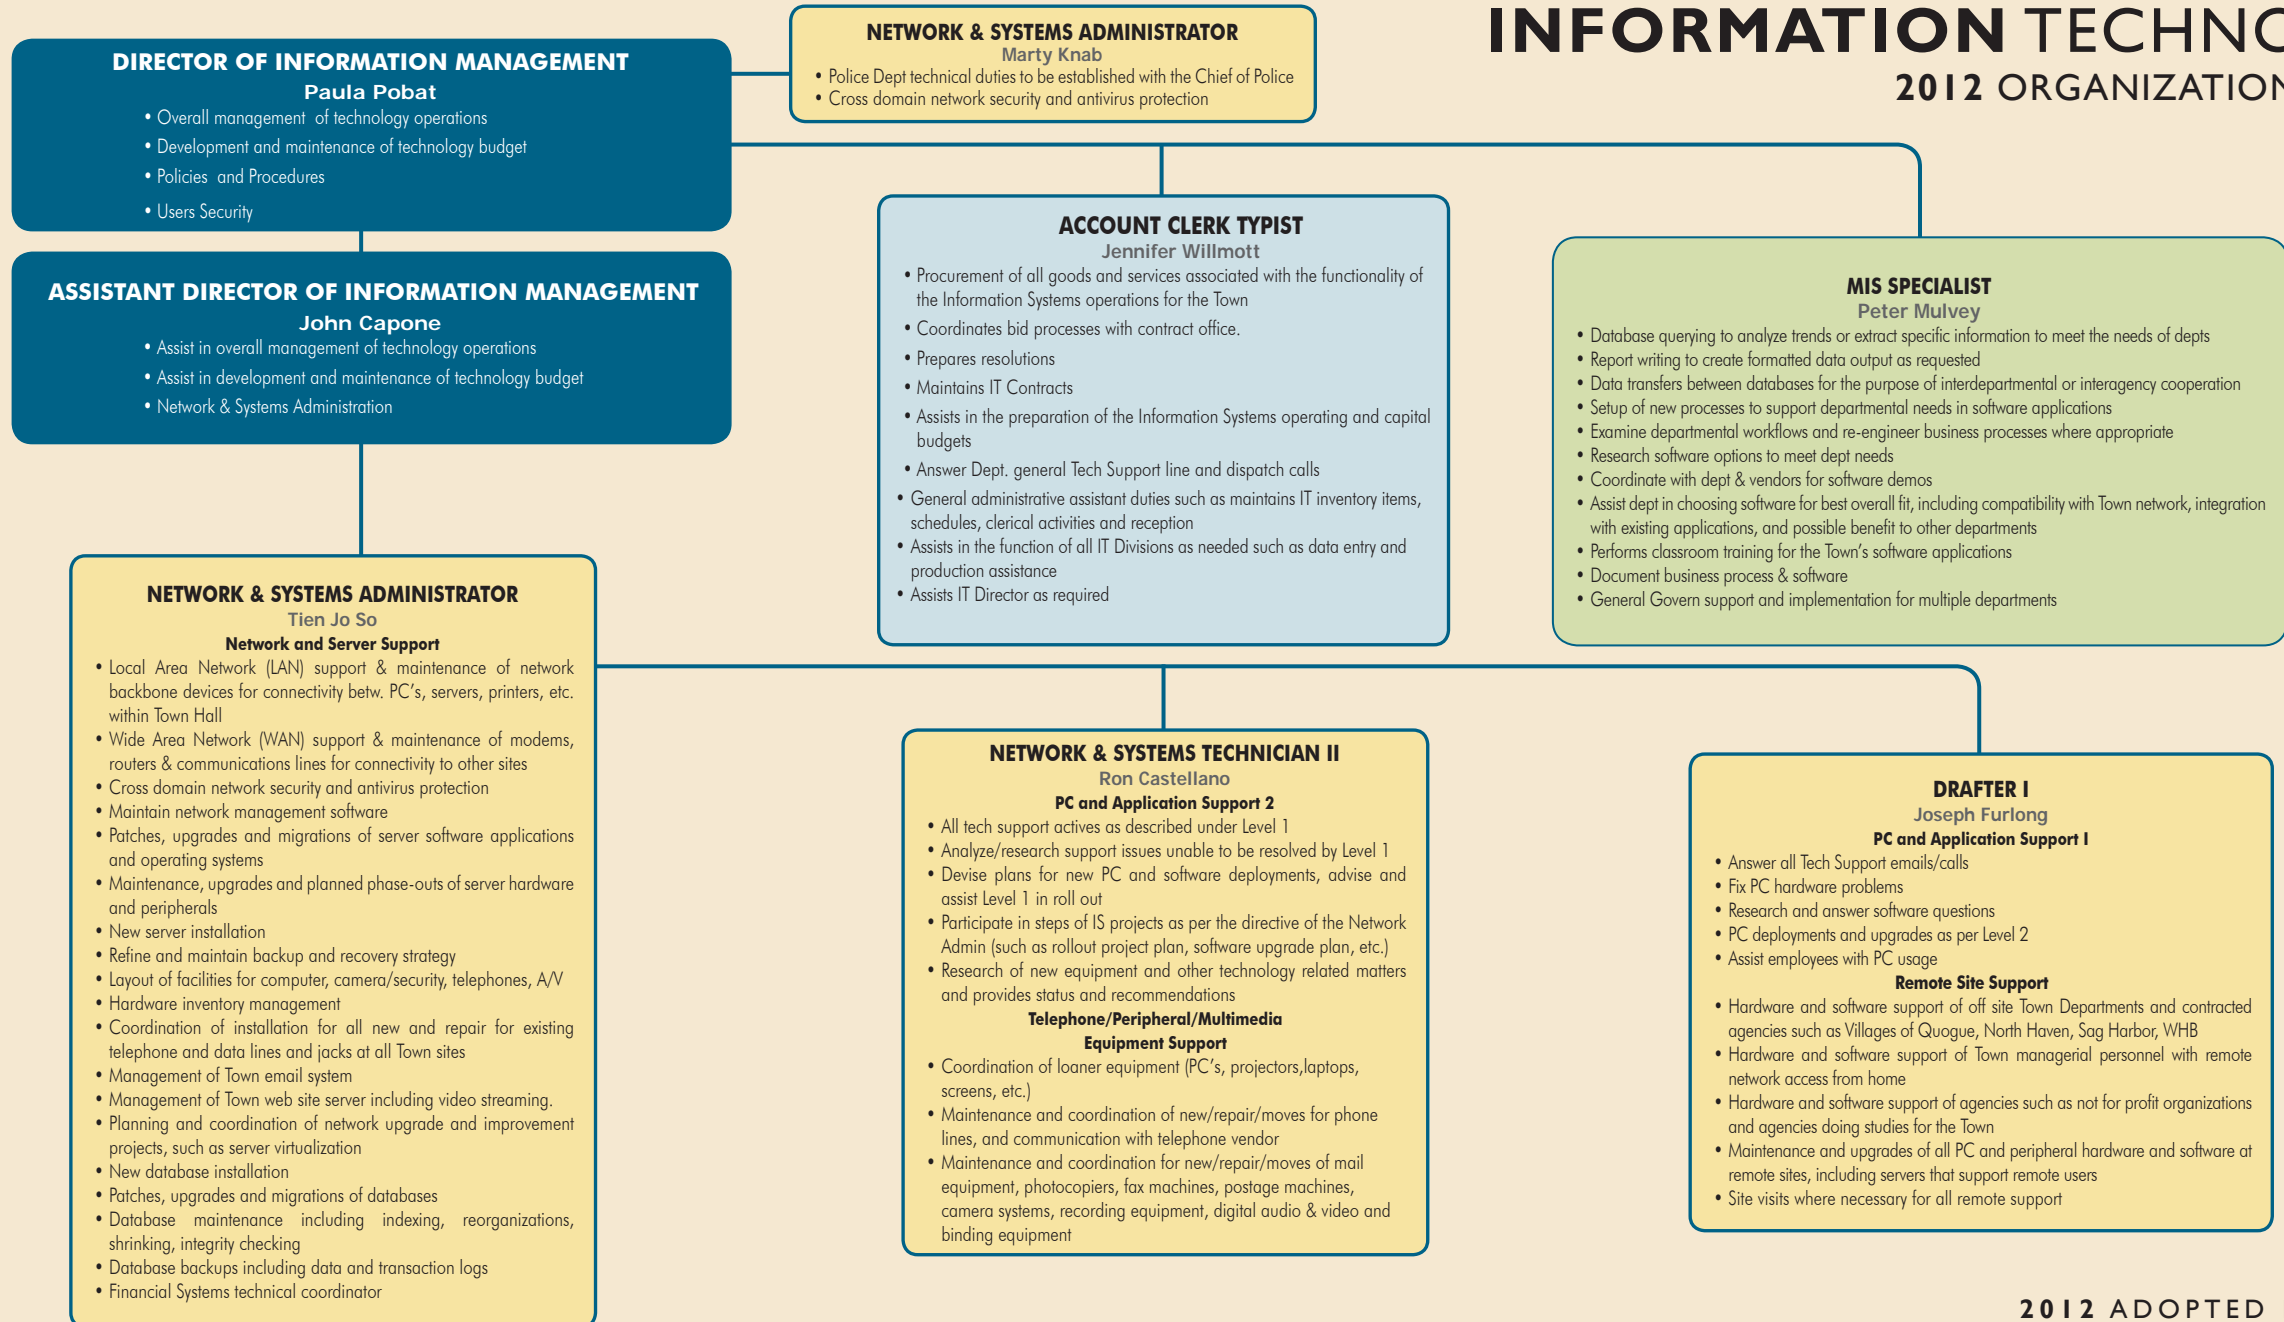 INFORMATION TECHNO
2012 ORGANIZATION
DIRECTOR OF INFORMATION MANAGEMENT
Paula Pobat
• Overall management of technology operations
• Development and maintenance of technology budget
• Policies and Procedures
• Users Security
NETWORK & SYSTEMS ADMINISTRATOR
Marty Knab
• Police Dept technical duties to be established with the Chief of Police
• Cross domain network security and antivirus protection
ASSISTANT DIRECTOR OF INFORMATION MANAGEMENT
John Capone
• Assist in overall management of technology operations
• Assist in development and maintenance of technology budget
• Network & Systems Administration
ACCOUNT CLERK TYPIST
Jennifer Willmott
• Procurement of all goods and services associated with the functionality of
the Information Systems operations for the Town
• Coordinates bid processes with contract office.
• Prepares resolutions
• Maintains IT Contracts
• Assists in the preparation of the Information Systems operating and capital
budgets
• Answer Dept. general Tech Support line and dispatch calls
• General administrative assistant duties such as maintains IT inventory items,
schedules, clerical activities and reception
• Assists in the function of all IT Divisions as needed such as data entry and
production assistance
• Assists IT Director as required
MIS SPECIALIST
Peter Mulvey
• Database querying to analyze trends or extract specific information to meet the needs of depts
• Report writing to create formatted data output as requested
• Data transfers between databases for the purpose of interdepartmental or interagency cooperation
• Setup of new processes to support departmental needs in software applications
• Examine departmental workflows and re-engineer business processes where appropriate
• Research software options to meet dept needs
• Coordinate with dept & vendors for software demos
• Assist dept in choosing software for best overall fit, including compatibility with Town network, integration
with existing applications, and possible benefit to other departments
• Performs classroom training for the Town's software applications
• Document business process & software
• General Govern support and implementation for multiple departments
NETWORK & SYSTEMS ADMINISTRATOR
Tien Jo So
Network and Server Support
• Local Area Network (LAN) support & maintenance of network
backbone devices for connectivity betw. PC's, servers, printers, etc.
within Town Hall
• Wide Area Network (WAN) support & maintenance of modems,
routers & communications lines for connectivity to other sites
• Cross domain network security and antivirus protection
• Maintain network management software
• Patches, upgrades and migrations of server software applications
and operating systems
• Maintenance, upgrades and planned phase-outs of server hardware
and peripherals
• New server installation
• Refine and maintain backup and recovery strategy
• Layout of facilities for computer, camera/security, telephones, A/V
• Hardware inventory management
• Coordination of installation for all new and repair for existing
telephone and data lines and jacks at all Town sites
• Management of Town email system
• Management of Town web site server including video streaming.
• Planning and coordination of network upgrade and improvement
projects, such as server virtualization
• New database installation
• Patches, upgrades and migrations of databases
• Database maintenance including indexing, reorganizations,
shrinking, integrity checking
• Database backups including data and transaction logs
• Financial Systems technical coordinator
NETWORK & SYSTEMS TECHNICIAN II
Ron Castellano
PC and Application Support 2
• All tech support actives as described under Level 1
• Analyze/research support issues unable to be resolved by Level 1
• Devise plans for new PC and software deployments, advise and
assist Level 1 in roll out
• Participate in steps of IS projects as per the directive of the Network
Admin (such as rollout project plan, software upgrade plan, etc.)
• Research of new equipment and other technology related matters
and provides status and recommendations
Telephone/Peripheral/Multimedia
Equipment Support
• Coordination of loaner equipment (PC's, projectors,laptops,
screens, etc.)
• Maintenance and coordination of new/repair/moves for phone
lines, and communication with telephone vendor
• Maintenance and coordination for new/repair/moves of mail
equipment, photocopiers, fax machines, postage machines,
camera systems, recording equipment, digital audio & video and
binding equipment
DRAFTER I
Joseph Furlong
PC and Application Support I
• Answer all Tech Support emails/calls
• Fix PC hardware problems
• Research and answer software questions
• PC deployments and upgrades as per Level 2
• Assist employees with PC usage
Remote Site Support
• Hardware and software support of off site Town Departments and contracted
agencies such as Villages of Quogue, North Haven, Sag Harbor, WHB
• Hardware and software support of Town managerial personnel with remote
network access from home
• Hardware and software support of agencies such as not for profit organizations
and agencies doing studies for the Town
• Maintenance and upgrades of all PC and peripheral hardware and software at
remote sites, including servers that support remote users
• Site visits where necessary for all remote support
2012 ADOPTED